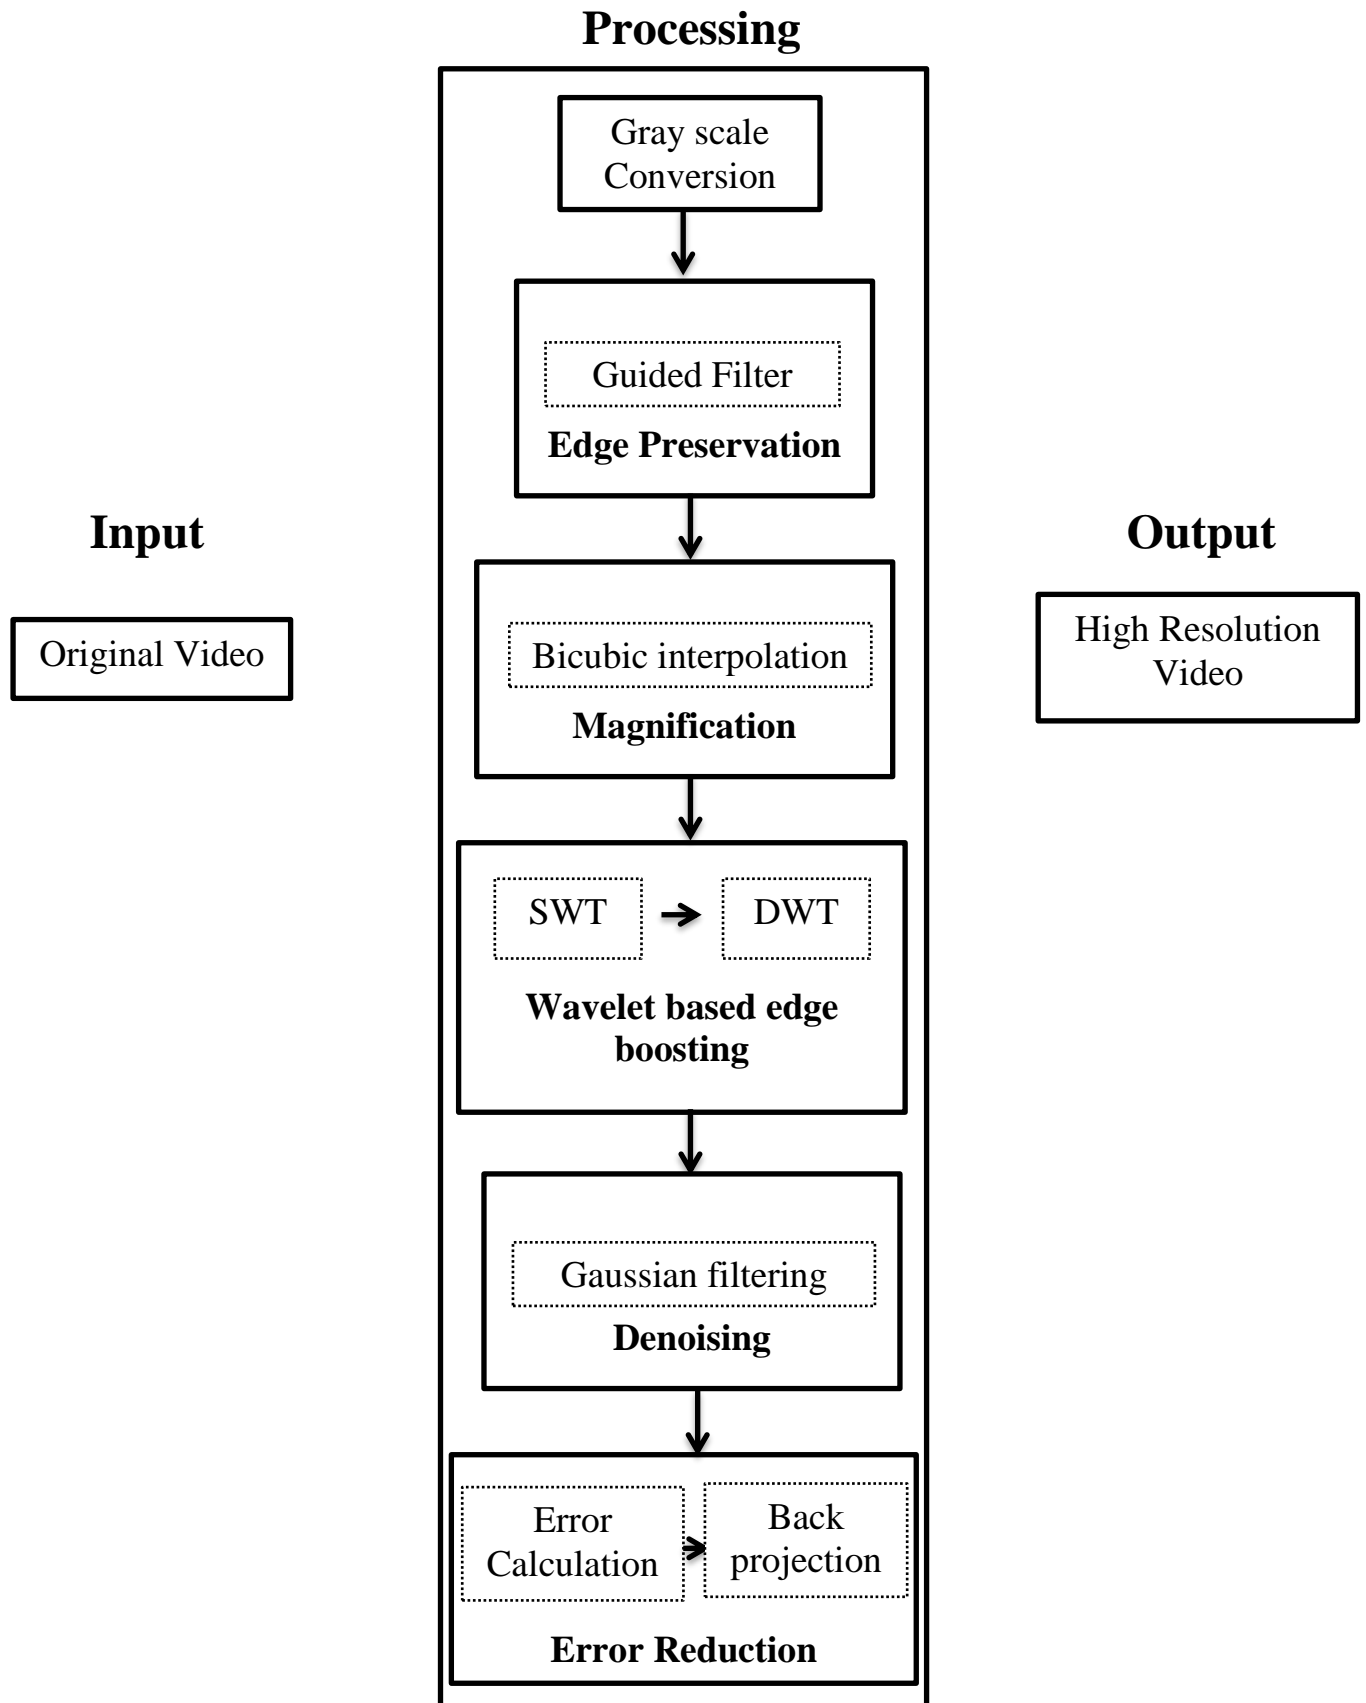 Processing
Gray scale
Conversion
Guided Filter
Edge Preservation
Input
Original Video
Output
High Resolution
Video
Bicubic interpolation
Magnification
SWT
DWT
Wavelet based edge
boosting
Gaussian filtering
Denoising
Error
Calculation
Back
projection
Error Reduction